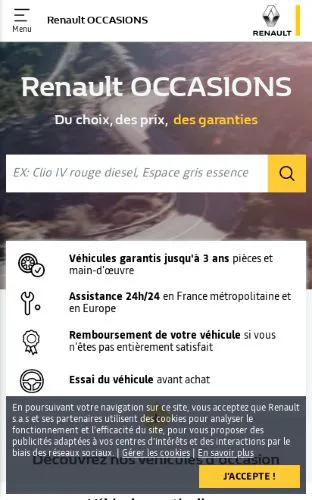 Menu
Renault OCCASIONS
RENAULT
Renault OCCASIONS
Du choix, des prix, des garanties
EX: Clio IV rouge diesel, Espace gris essence
Véhicules garantis jusqu'à 3 ans pièces et
main-d'œuvre
Assistance 24h/24 en France métropolitaine et
en Europe
Remboursement de votre véhicule si vous
n'êtes pas entièrement satisfait
Essai du véhicule avant achat
En poursuivant votre navigation sur ce site, vous acceptez que Renault
s.a.s et ses partenaires utilisent des cookies pour analyser le
fonctionnement et l'efficacité du site, pour vous proposer des
publicités adaptées à vos centres d'intérêts et des interactions par le
biais des réseaux sociaux. | Gérer les cookies | En savoir plus
Découvrez nos véhicules d'occasion
J'ACCEPTE !